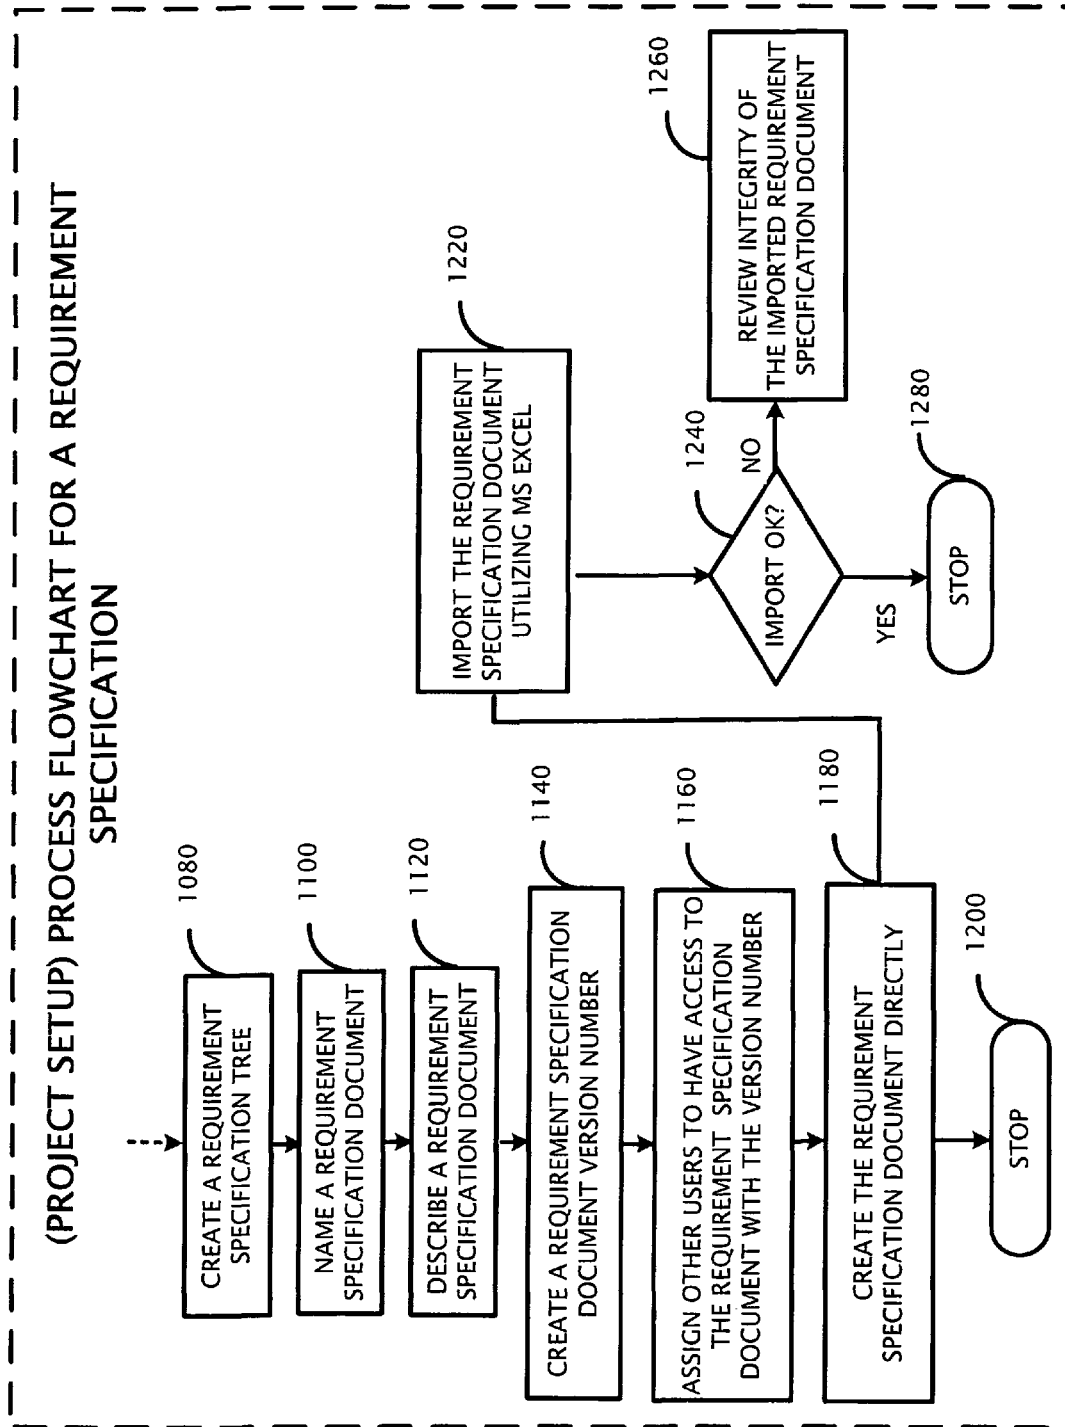 (PROJECT SETUP) PROCESS FLOWCHART FOR A REQUIREMENT
SPECIFICATION
1080
CREATE A REQUIREMENT
SPECIFICATION TREE
1100
NAME A REQUIREMENT
SPECIFICATION DOCUMENT
1120
DESCRIBE A REQUIREMENT
SPECIFICATION DOCUMENT
1140
CREATE A REQUIREMENT SPECIFICATION
DOCUMENT VERSION NUMBER
1160
ASSIGN OTHER USERS TO HAVE ACCESS TO
THE REQUIREMENT SPECIFICATION
DOCUMENT WITH THE VERSION NUMBER
1180
CREATE THE REQUIREMENT
SPECIFICATION DOCUMENT DIRECTLY
1200
STOP
1220
IMPORT THE REQUIREMENT
SPECIFICATION DOCUMENT
UTILIZING MS EXCEL
1240
IMPORT OK?
NO
YES
1260
REVIEW INTEGRITY OF
THE IMPORTED REQUIREMENT
SPECIFICATION DOCUMENT
1280
STOP